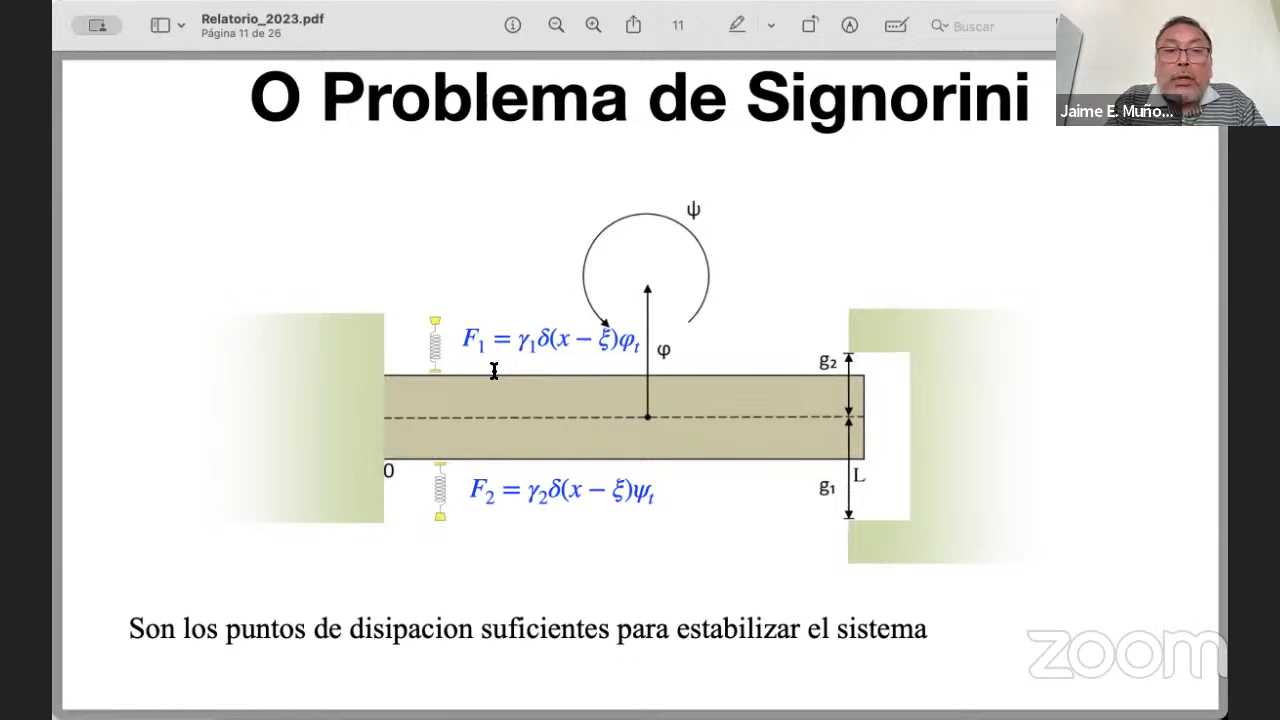 Relatorio_2023.pdf
Página 11 de 26
11
Buscar
Jaime E. Muño...
O Problema de Signorini
ψ
F₁ = γ₁δ(x − ξ)φₜ
φ
g₂
0
L
F₂ = γ₂δ(x − ξ)ψₜ
g₁
Son los puntos de disipacion suficientes para estabilizar el sistema
zoom